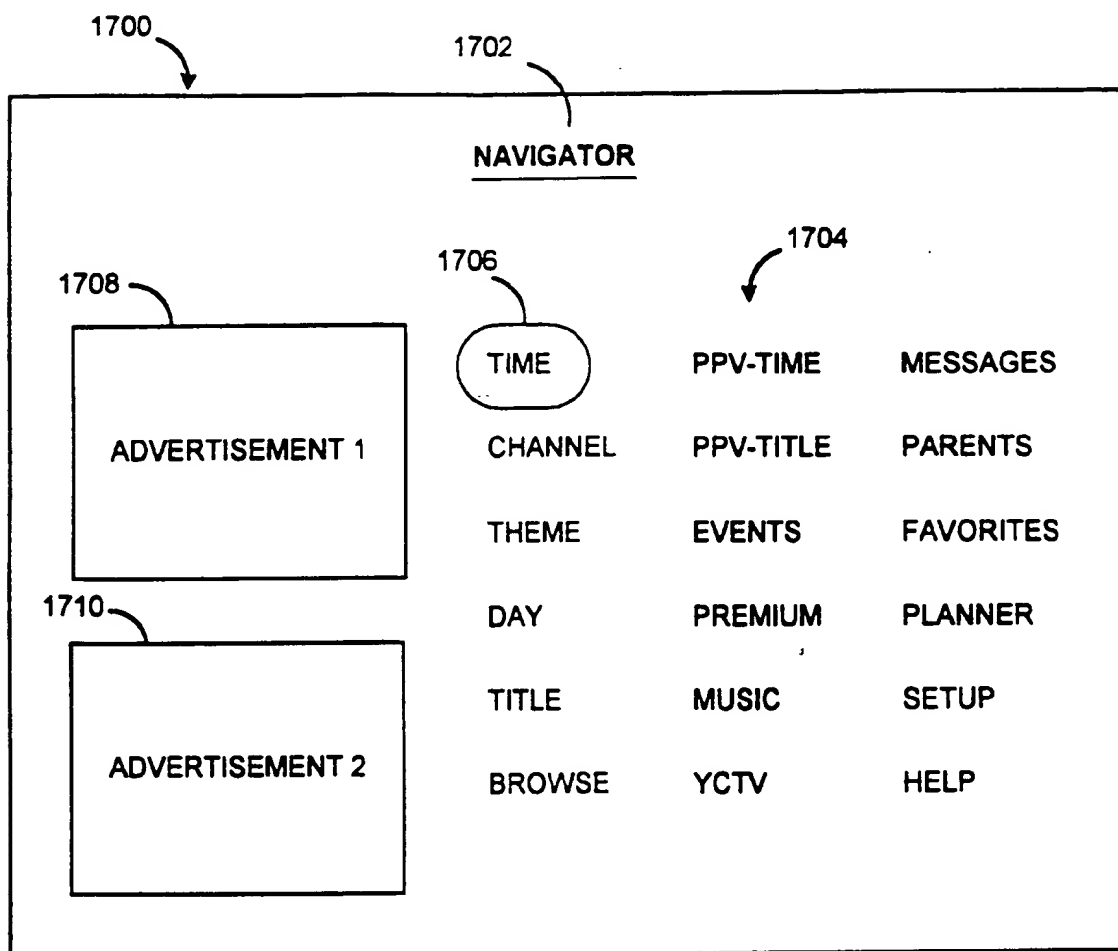 1700
1702
NAVIGATOR
1704
1706
1708
TIME PPV-TIME MESSAGES
ADVERTISEMENT 1
CHANNEL PPV-TITLE PARENTS
THEME EVENTS FAVORITES
1710
DAY PREMIUM PLANNER
TITLE MUSIC SETUP
ADVERTISEMENT 2
BROWSE YCTV HELP